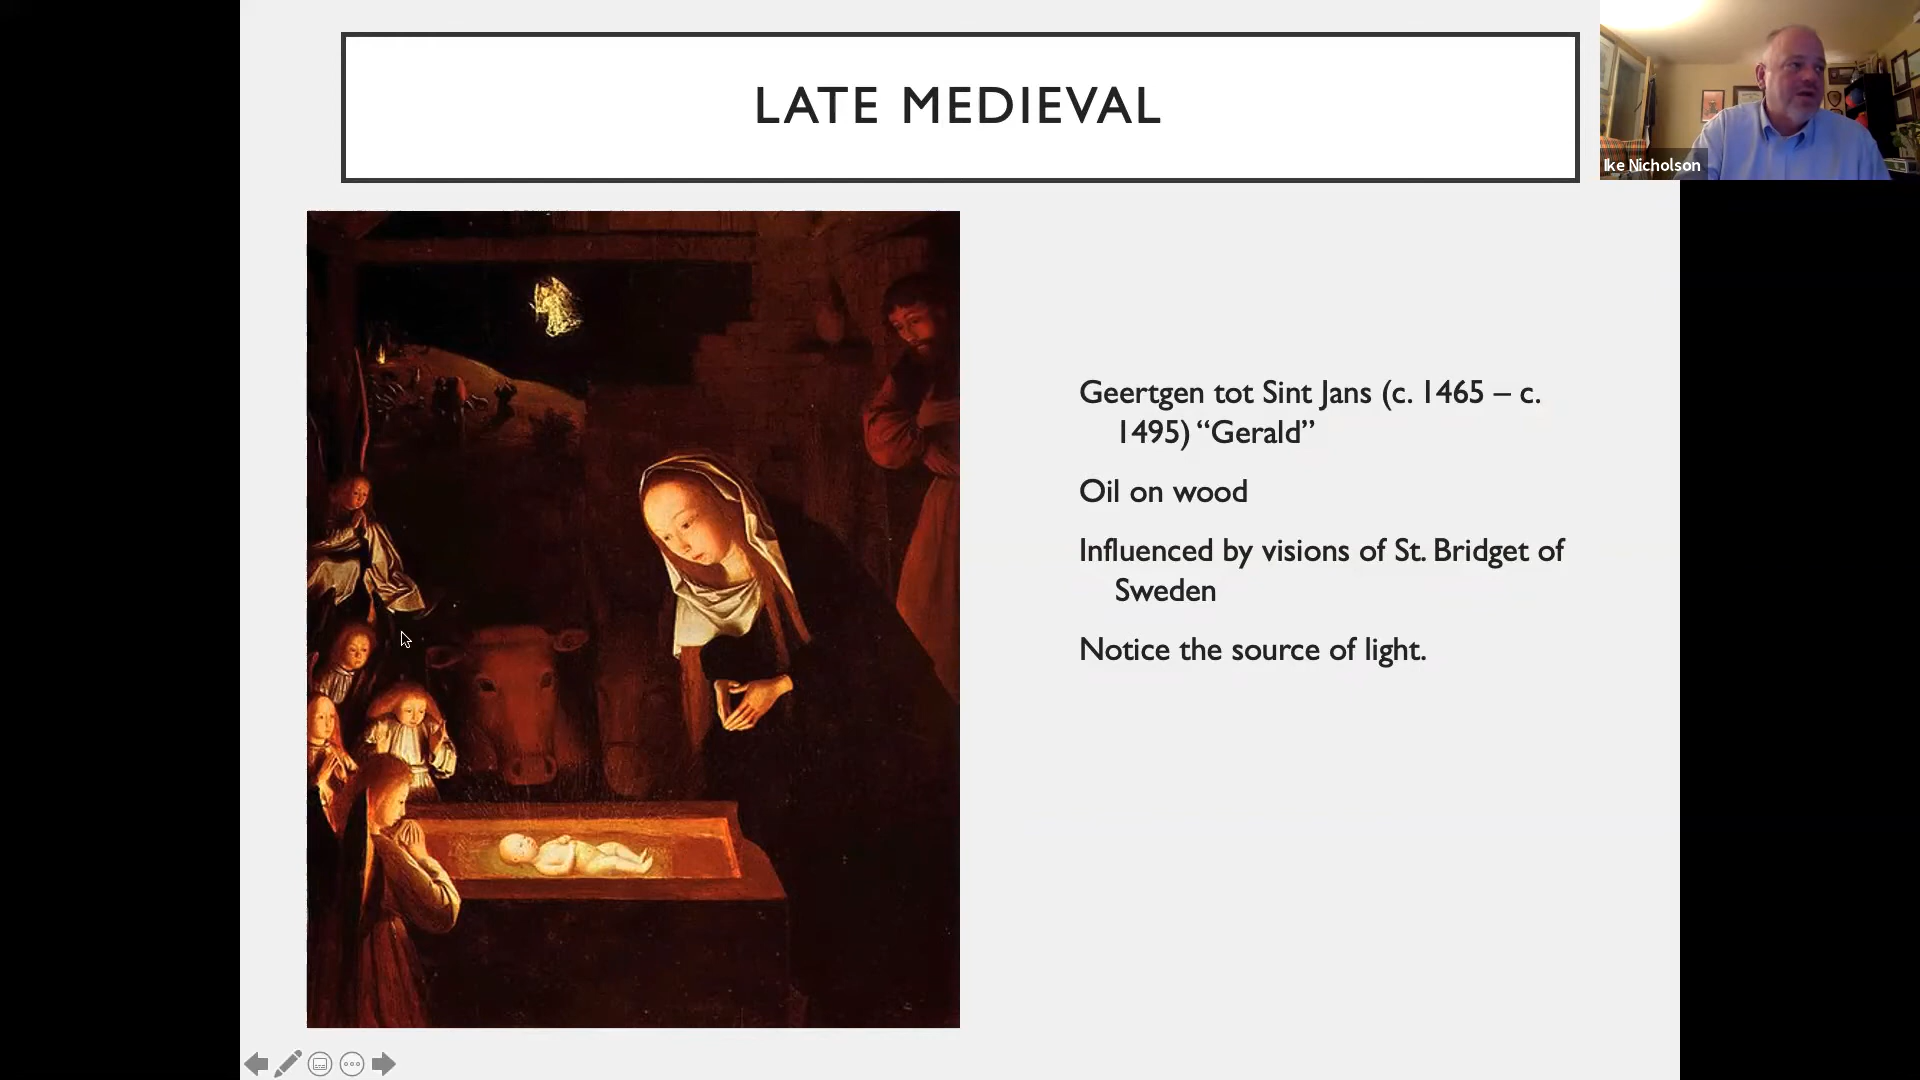 LATE MEDIEVAL
Ike Nicholson
Geertgen tot Sint Jans (c. 1465 – c.
1495) “Gerald”
Oil on wood
Influenced by visions of St. Bridget of
Sweden
Notice the source of light.